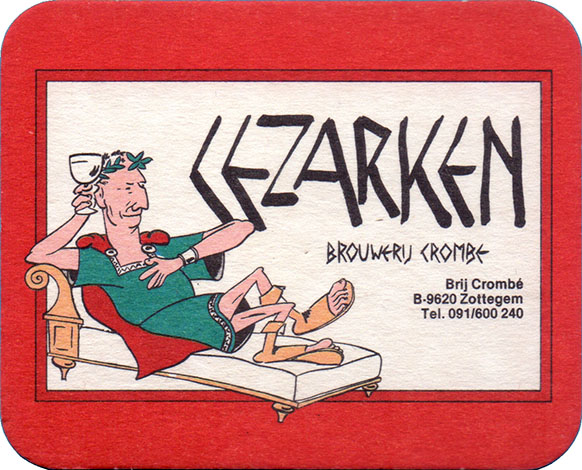 CEZARKEN
BROUWERIJ CROMBE
Brij Crombé
B-9620 Zottegem
Tel. 091/600 240